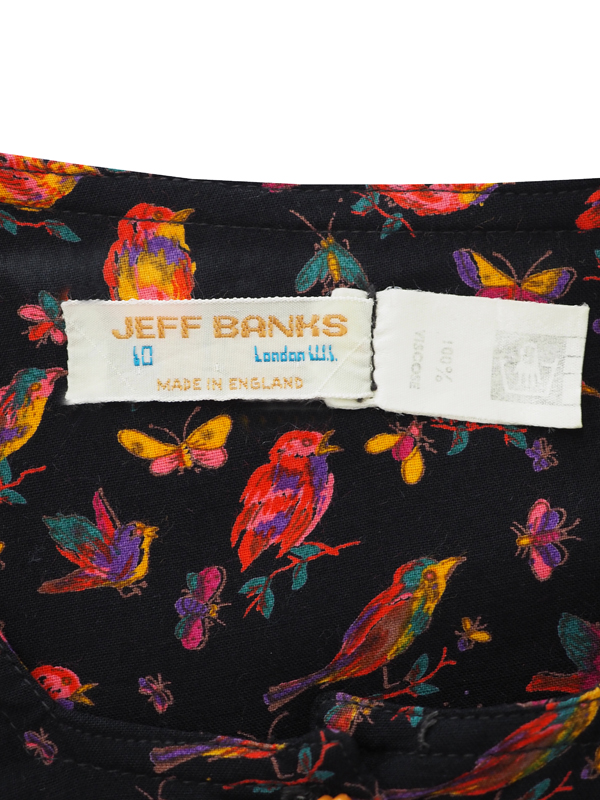 JEFF BANKS
10 London W.1.
MADE IN ENGLAND
100%
VISCOSE